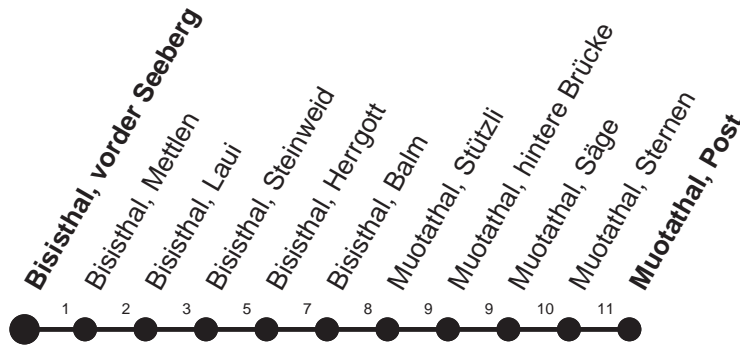 Bisisthal, vorder Seeberg
Bisisthal, Mettlen
Bisisthal, Laui
Bisisthal, Steinweid
Bisisthal, Herrgott
Bisisthal, Balm
Muotathal, Stützli
Muotathal, hintere Brücke
Muotathal, Säge
Muotathal, Sternen
Muotathal, Post
1 2 3 5 7 8 9 9 10 11